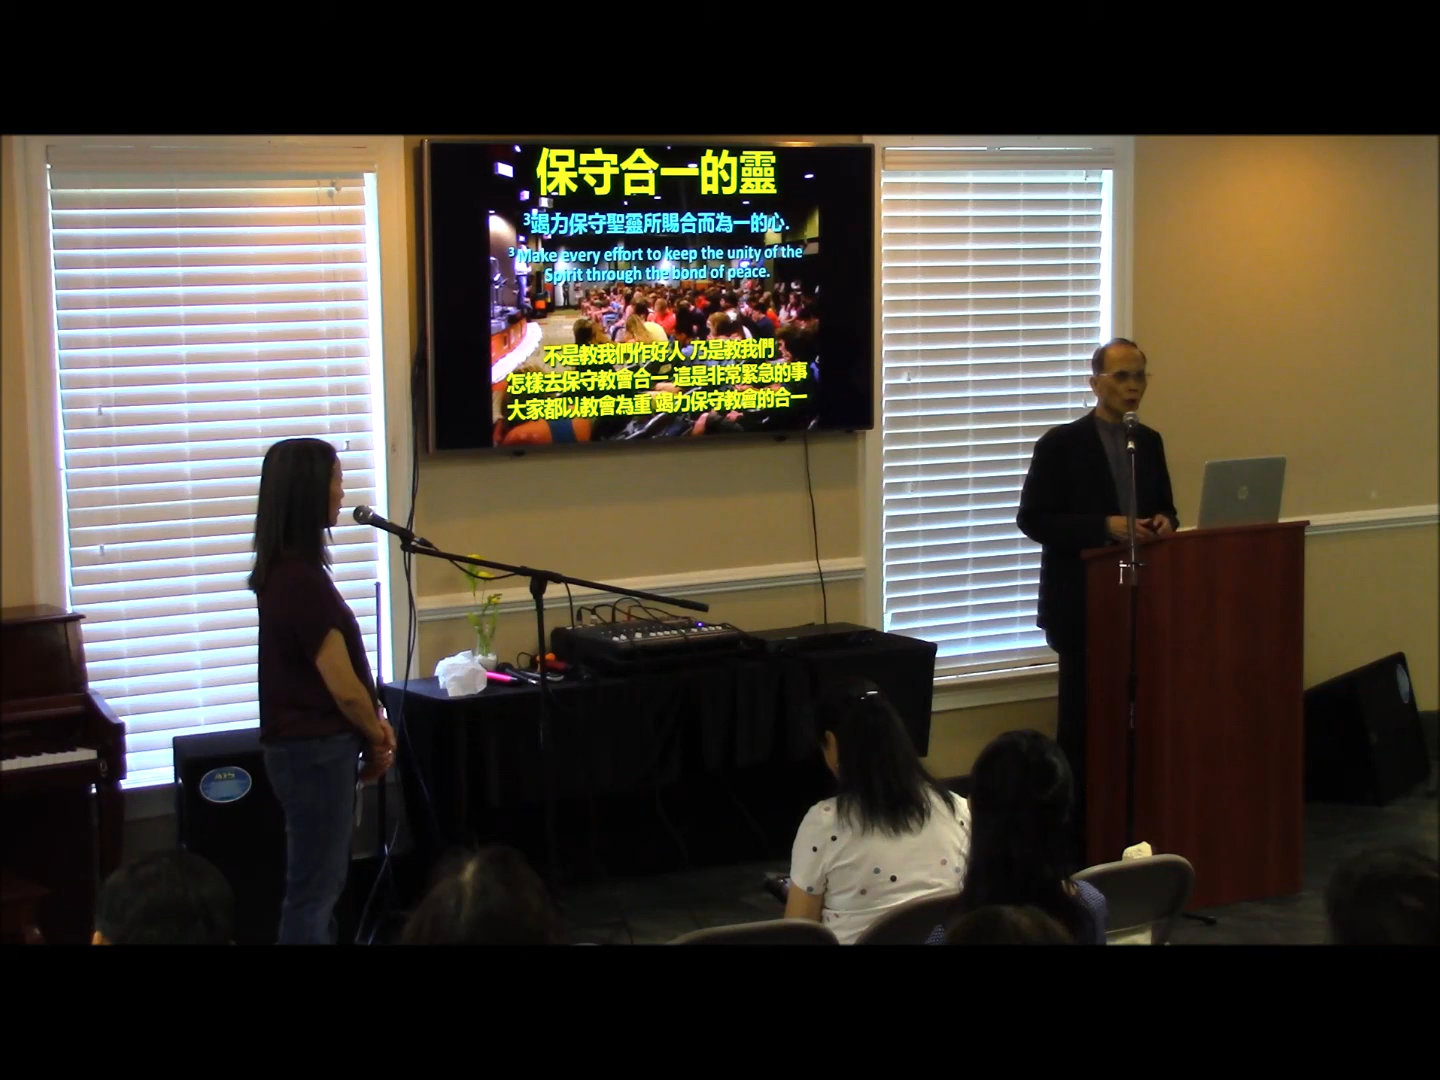 保守合一的靈
3竭力保守聖靈所賜合而為一的心.
3 Make every effort to keep the unity of the
Spirit through the bond of peace.
不是教我們作好人 乃是教我們
怎樣去保守教會合一 這是非常緊急的事
大家都以教會為重 竭力保守教會的合一
hp